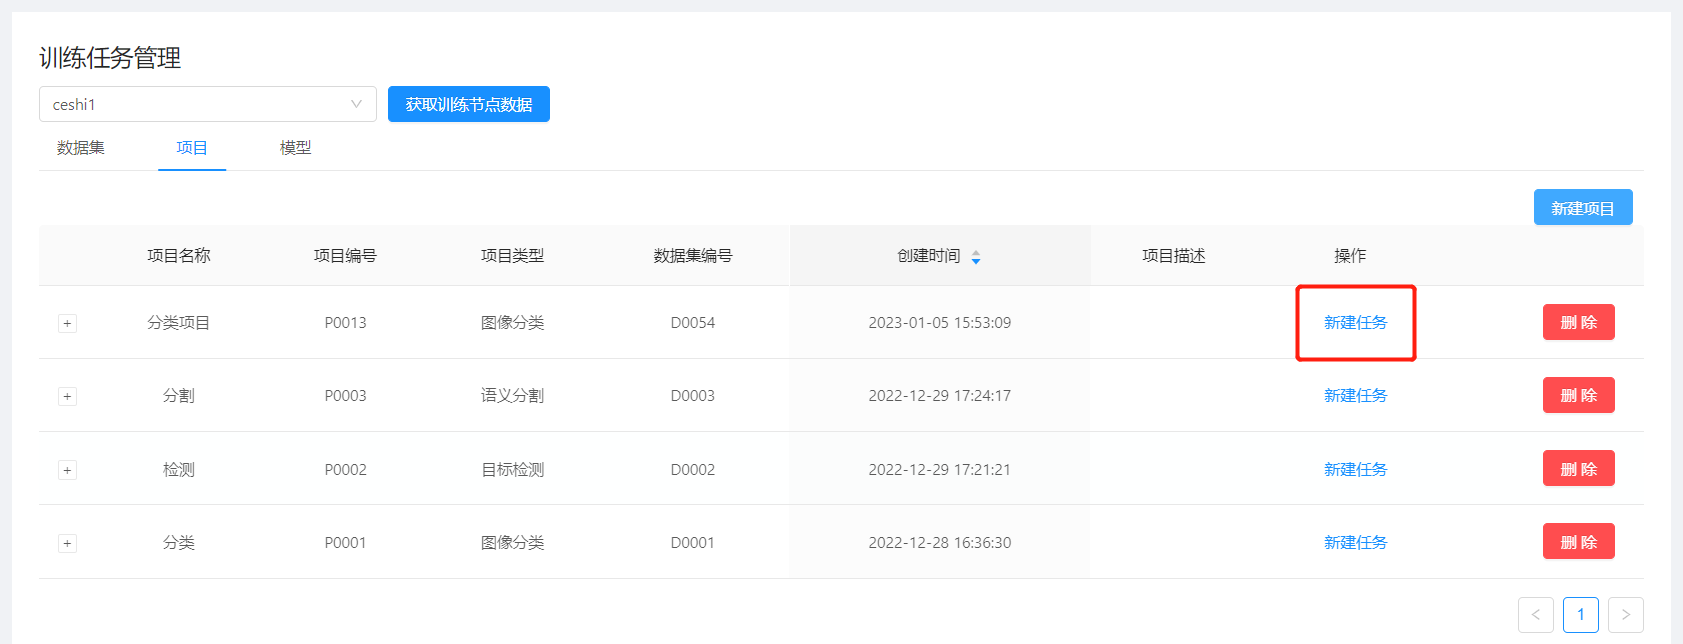 训练任务管理
ceshi1 获取训练节点数据
数据集 项目 模型
新建项目
项目名称 项目编号 项目类型 数据集编号 创建时间 项目描述 操作
+ 分类项目 P0013 图像分类 D0054 2023-01-05 15:53:09 新建任务 删 除
+ 分割 P0003 语义分割 D0003 2022-12-29 17:24:17 新建任务 删 除
+ 检测 P0002 目标检测 D0002 2022-12-29 17:21:21 新建任务 删 除
+ 分类 P0001 图像分类 D0001 2022-12-28 16:36:30 新建任务 删 除
< 1 >